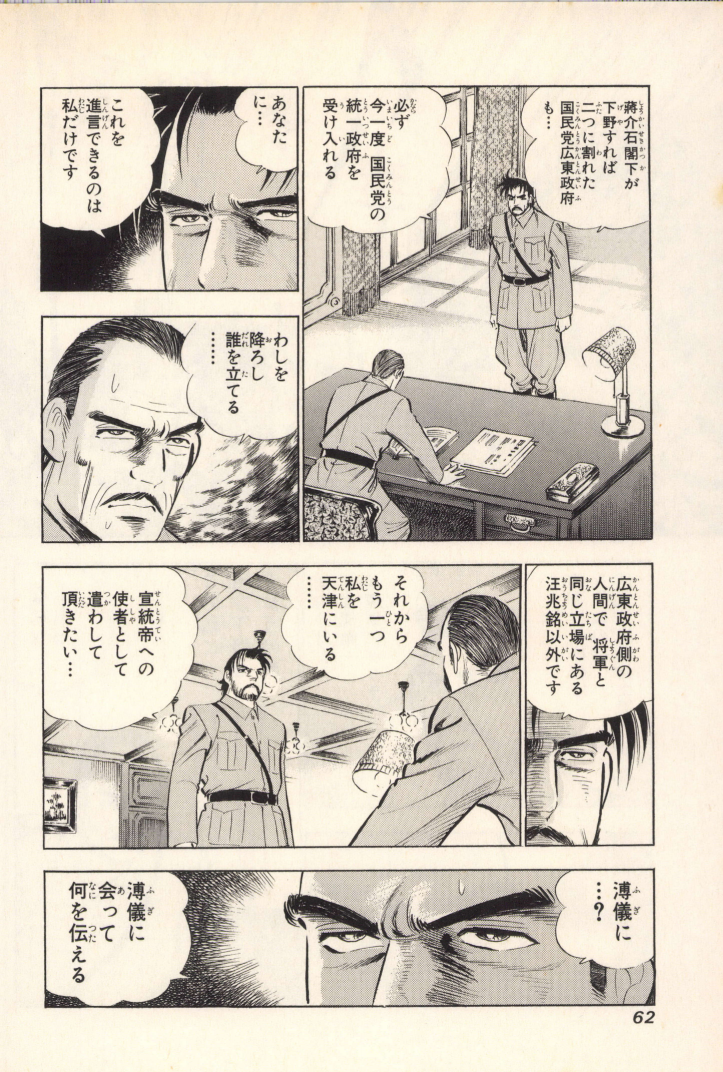 蔣介石閣下が
下野すれば
二つに割れた
国民党広東政府
も…
必ず
今一度 国民党の
統一政府を
受け入れる
あなた
に…
これを
進言できるのは
私だけです
わしを
降ろし
誰を立てる
……
広東政府側の
人間で 将軍と
同じ立場にある
汪兆銘以外です
それから
もう一つ
私を
天津にいる
……
宣統帝への
使者として
遣わして
頂きたい…
溥儀に
…?
溥儀に
会って
何を伝える
62